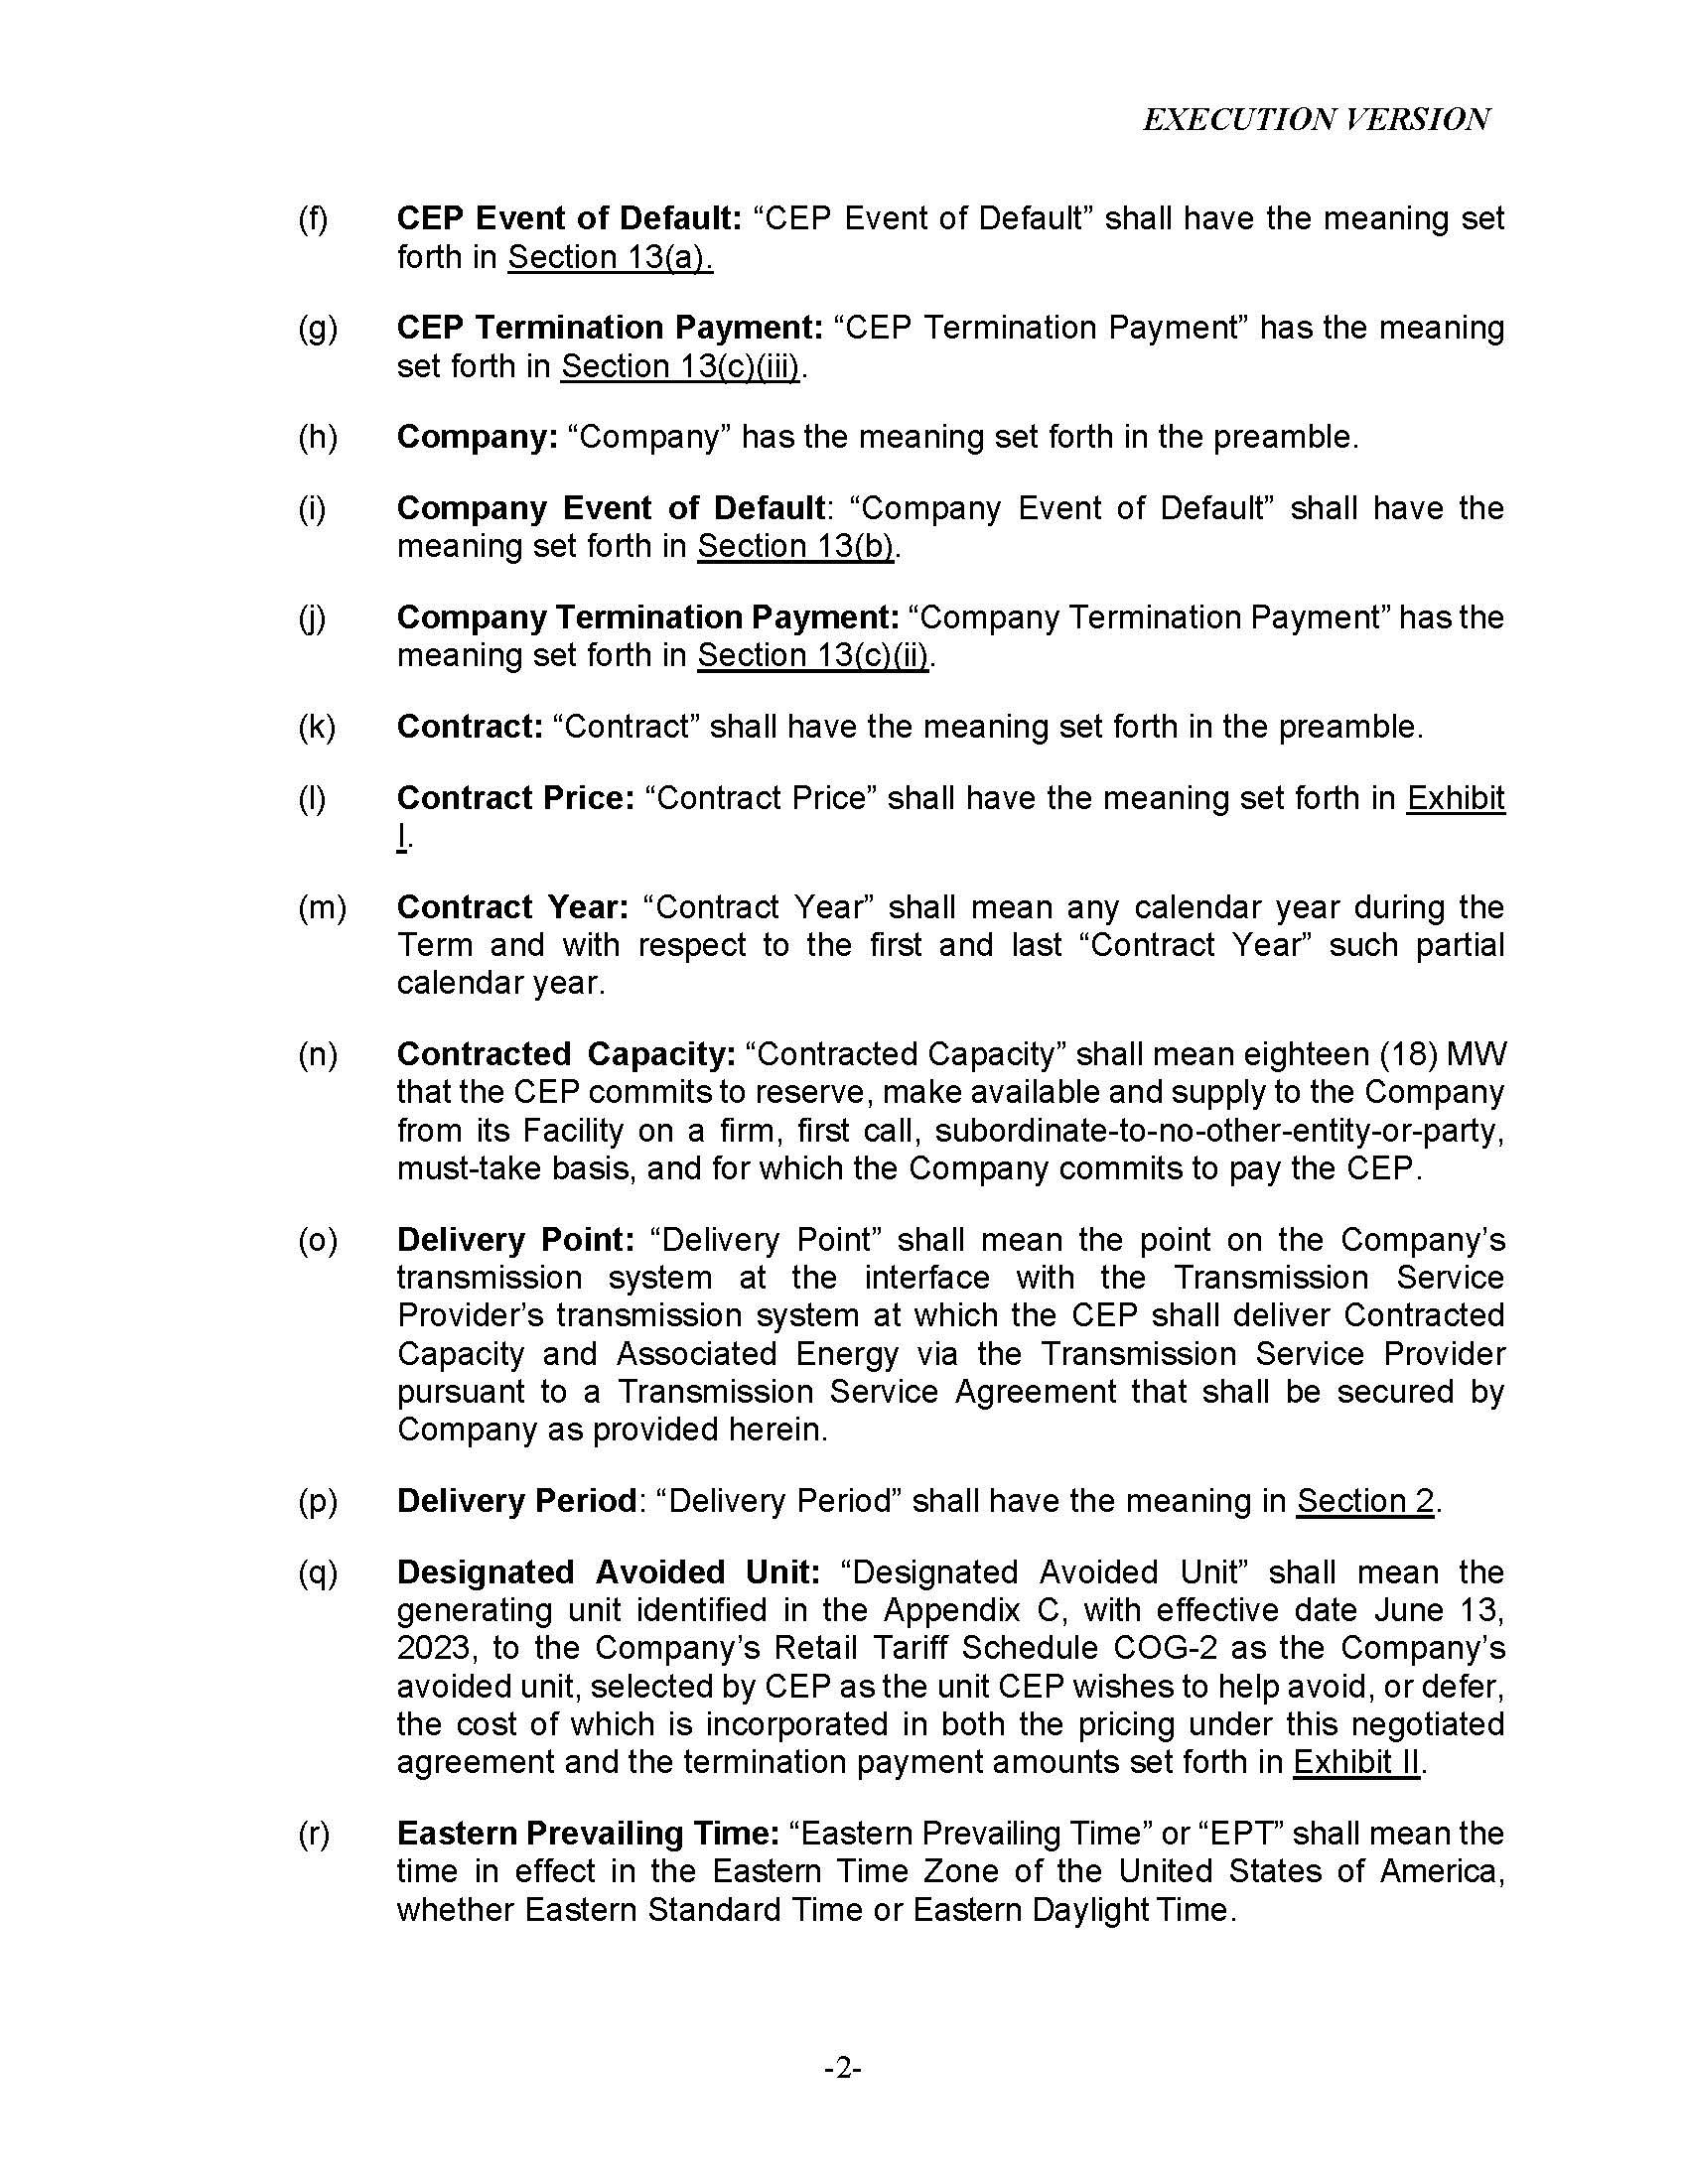 EXECUTION VERSION
(f) CEP Event of Default: “CEP Event of Default” shall have the meaning set
forth in Section 13(a).
(g) CEP Termination Payment: “CEP Termination Payment” has the meaning
set forth in Section 13(c)(iii).
(h) Company: “Company” has the meaning set forth in the preamble.
(i) Company Event of Default: “Company Event of Default” shall have the
meaning set forth in Section 13(b).
(j) Company Termination Payment: “Company Termination Payment” has the
meaning set forth in Section 13(c)(ii).
(k) Contract: “Contract” shall have the meaning set forth in the preamble.
(l) Contract Price: “Contract Price” shall have the meaning set forth in Exhibit
I.
(m) Contract Year: “Contract Year” shall mean any calendar year during the
Term and with respect to the first and last “Contract Year” such partial
calendar year.
(n) Contracted Capacity: “Contracted Capacity” shall mean eighteen (18) MW
that the CEP commits to reserve, make available and supply to the Company
from its Facility on a firm, first call, subordinate-to-no-other-entity-or-party,
must-take basis, and for which the Company commits to pay the CEP.
(o) Delivery Point: “Delivery Point” shall mean the point on the Company’s
transmission system at the interface with the Transmission Service
Provider’s transmission system at which the CEP shall deliver Contracted
Capacity and Associated Energy via the Transmission Service Provider
pursuant to a Transmission Service Agreement that shall be secured by
Company as provided herein.
(p) Delivery Period: “Delivery Period” shall have the meaning in Section 2.
(q) Designated Avoided Unit: “Designated Avoided Unit” shall mean the
generating unit identified in the Appendix C, with effective date June 13,
2023, to the Company’s Retail Tariff Schedule COG-2 as the Company’s
avoided unit, selected by CEP as the unit CEP wishes to help avoid, or defer,
the cost of which is incorporated in both the pricing under this negotiated
agreement and the termination payment amounts set forth in Exhibit II.
(r) Eastern Prevailing Time: “Eastern Prevailing Time” or “EPT” shall mean the
time in effect in the Eastern Time Zone of the United States of America,
whether Eastern Standard Time or Eastern Daylight Time.
-2-